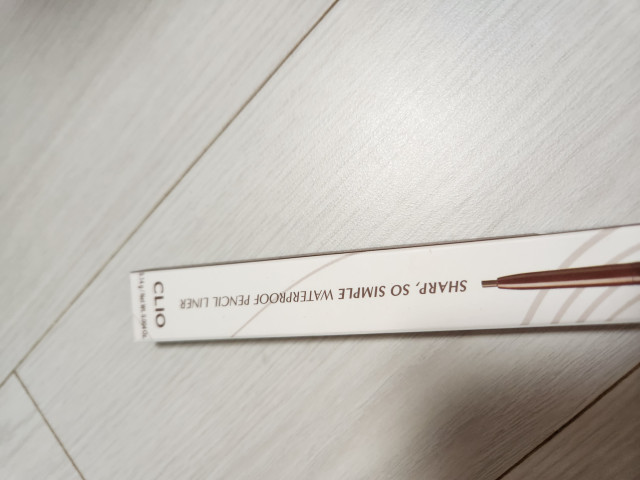 SHARP, SO SIMPLE WATERPROOF PENCIL LINER
CLIO